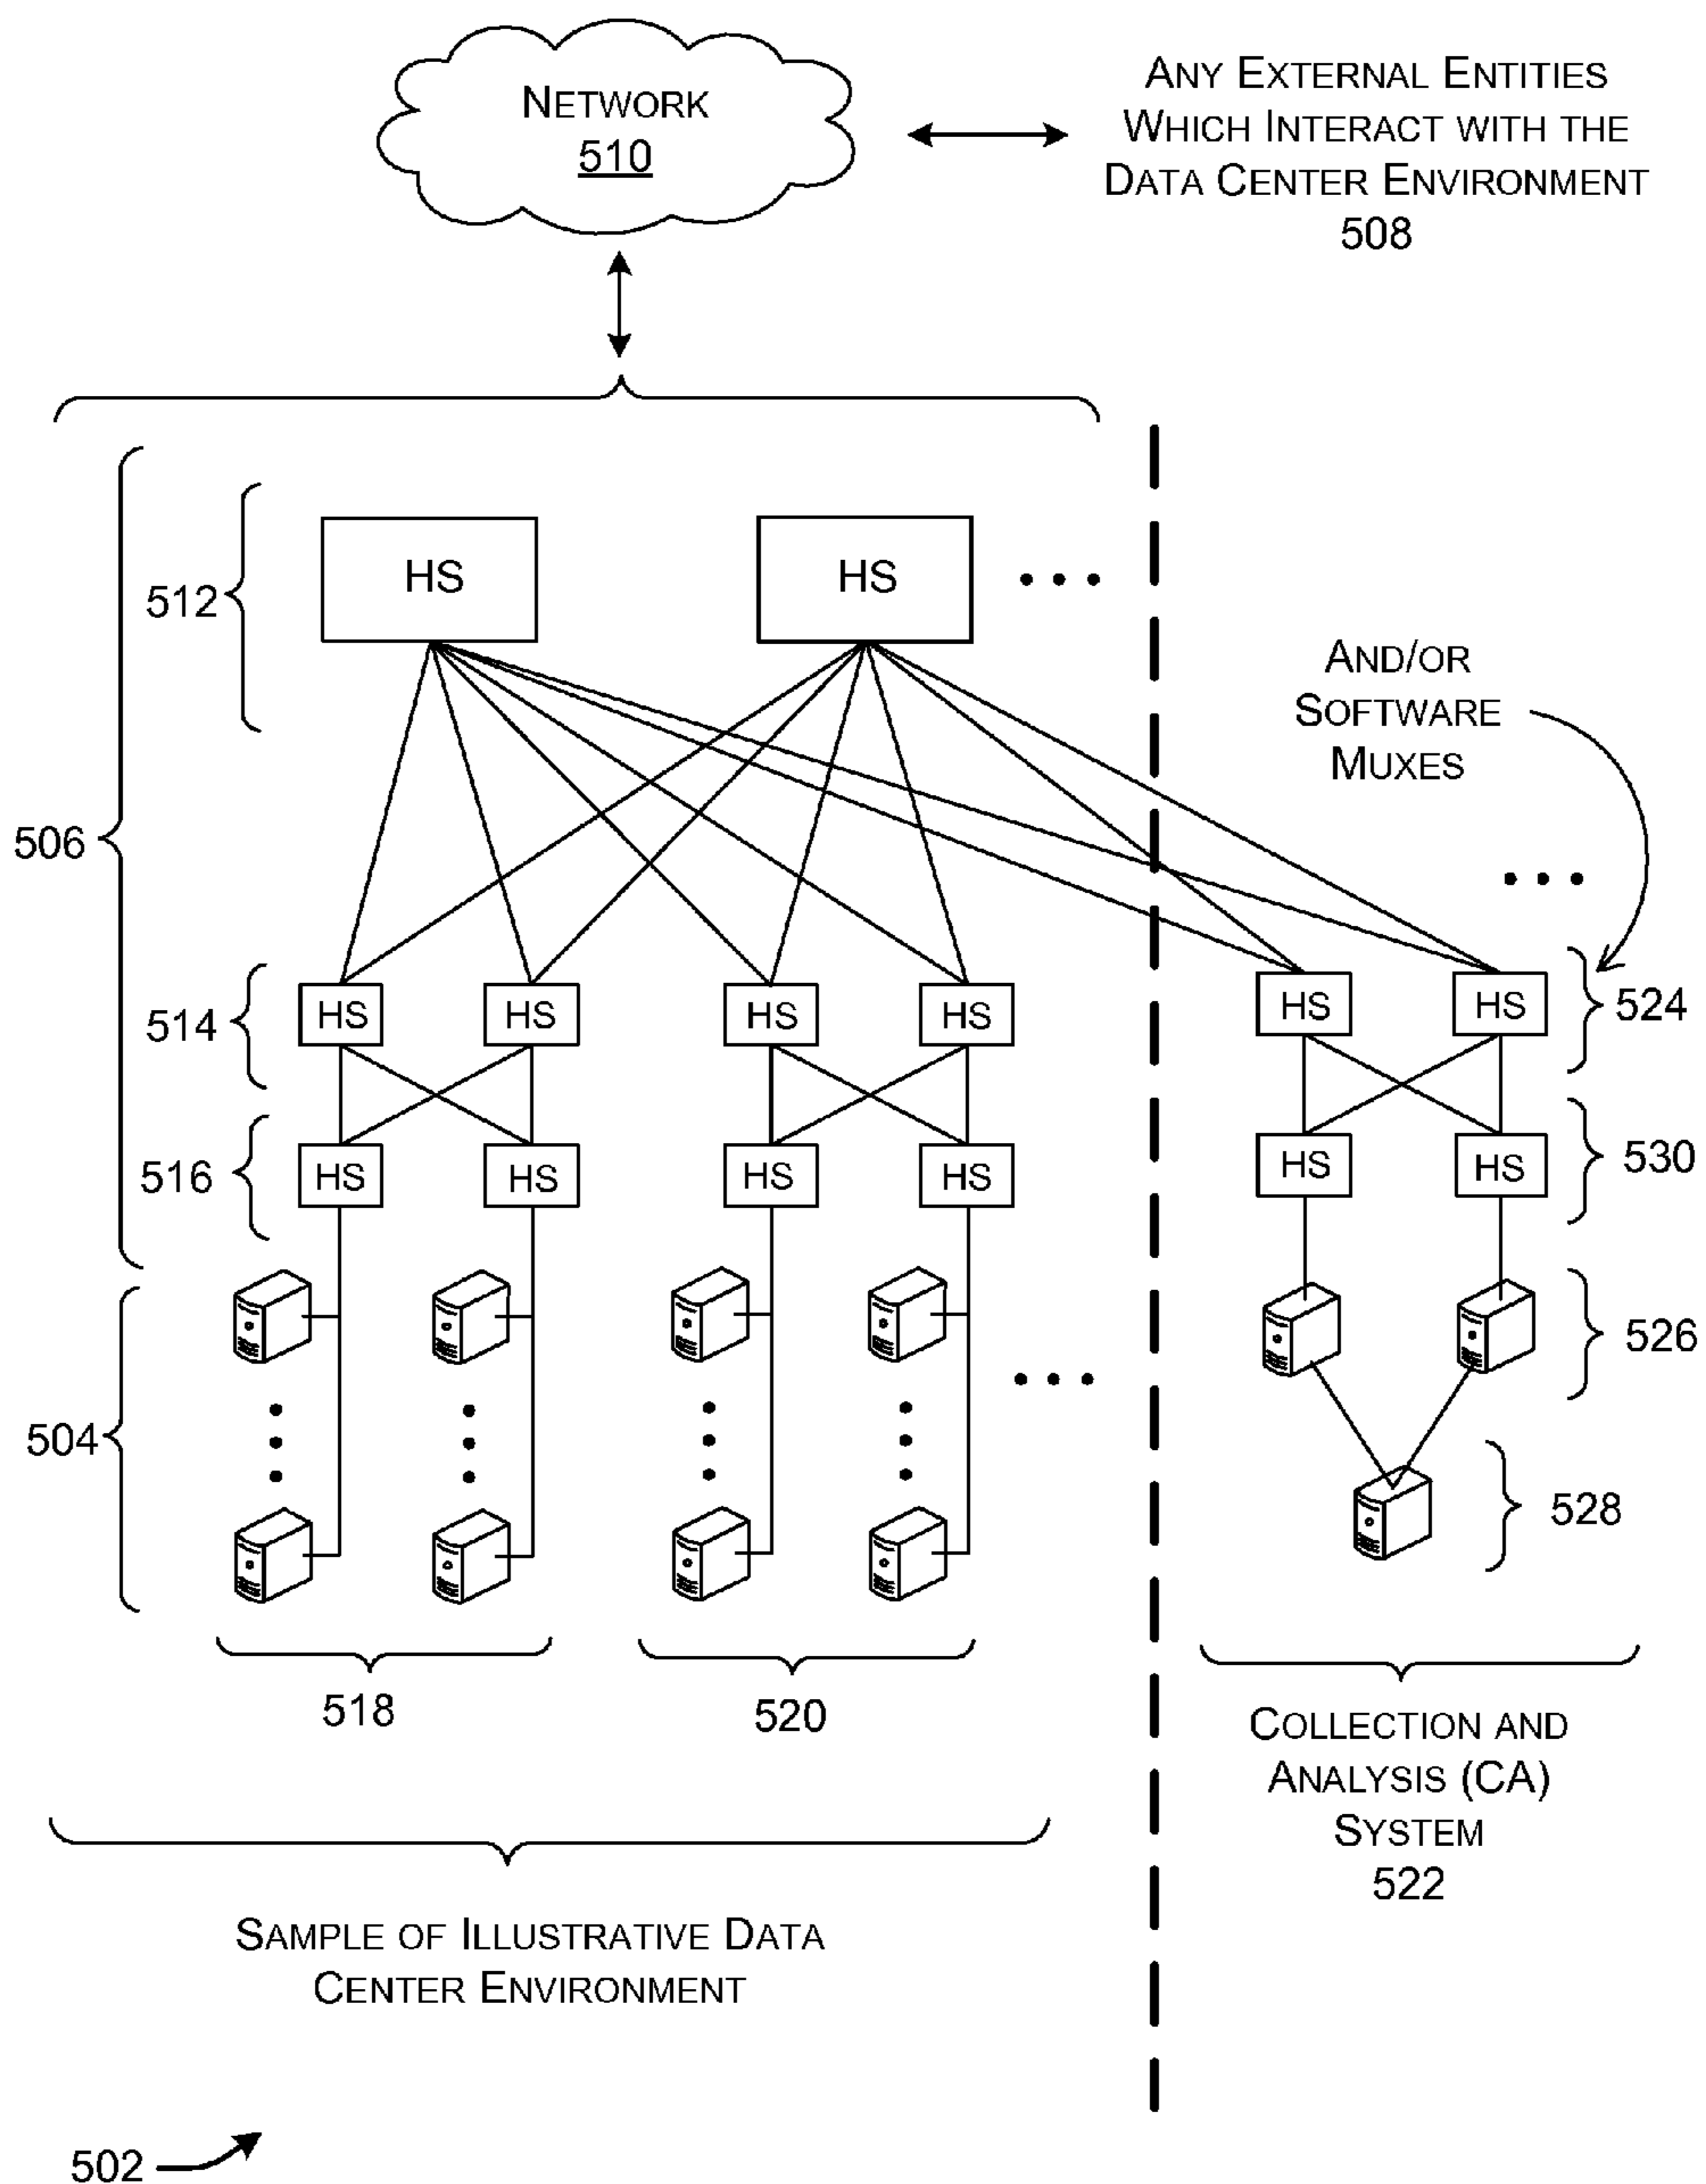 NETWORK
510
ANY EXTERNAL ENTITIES
WHICH INTERACT WITH THE
DATA CENTER ENVIRONMENT
508
506
512
HS
HS
AND/OR
SOFTWARE
MUXES
514
HS
HS
HS
HS
HS
HS
524
516
HS
HS
HS
HS
HS
HS
530
526
504
528
518
520
COLLECTION AND
ANALYSIS (CA)
SYSTEM
522
SAMPLE OF ILLUSTRATIVE DATA
CENTER ENVIRONMENT
502